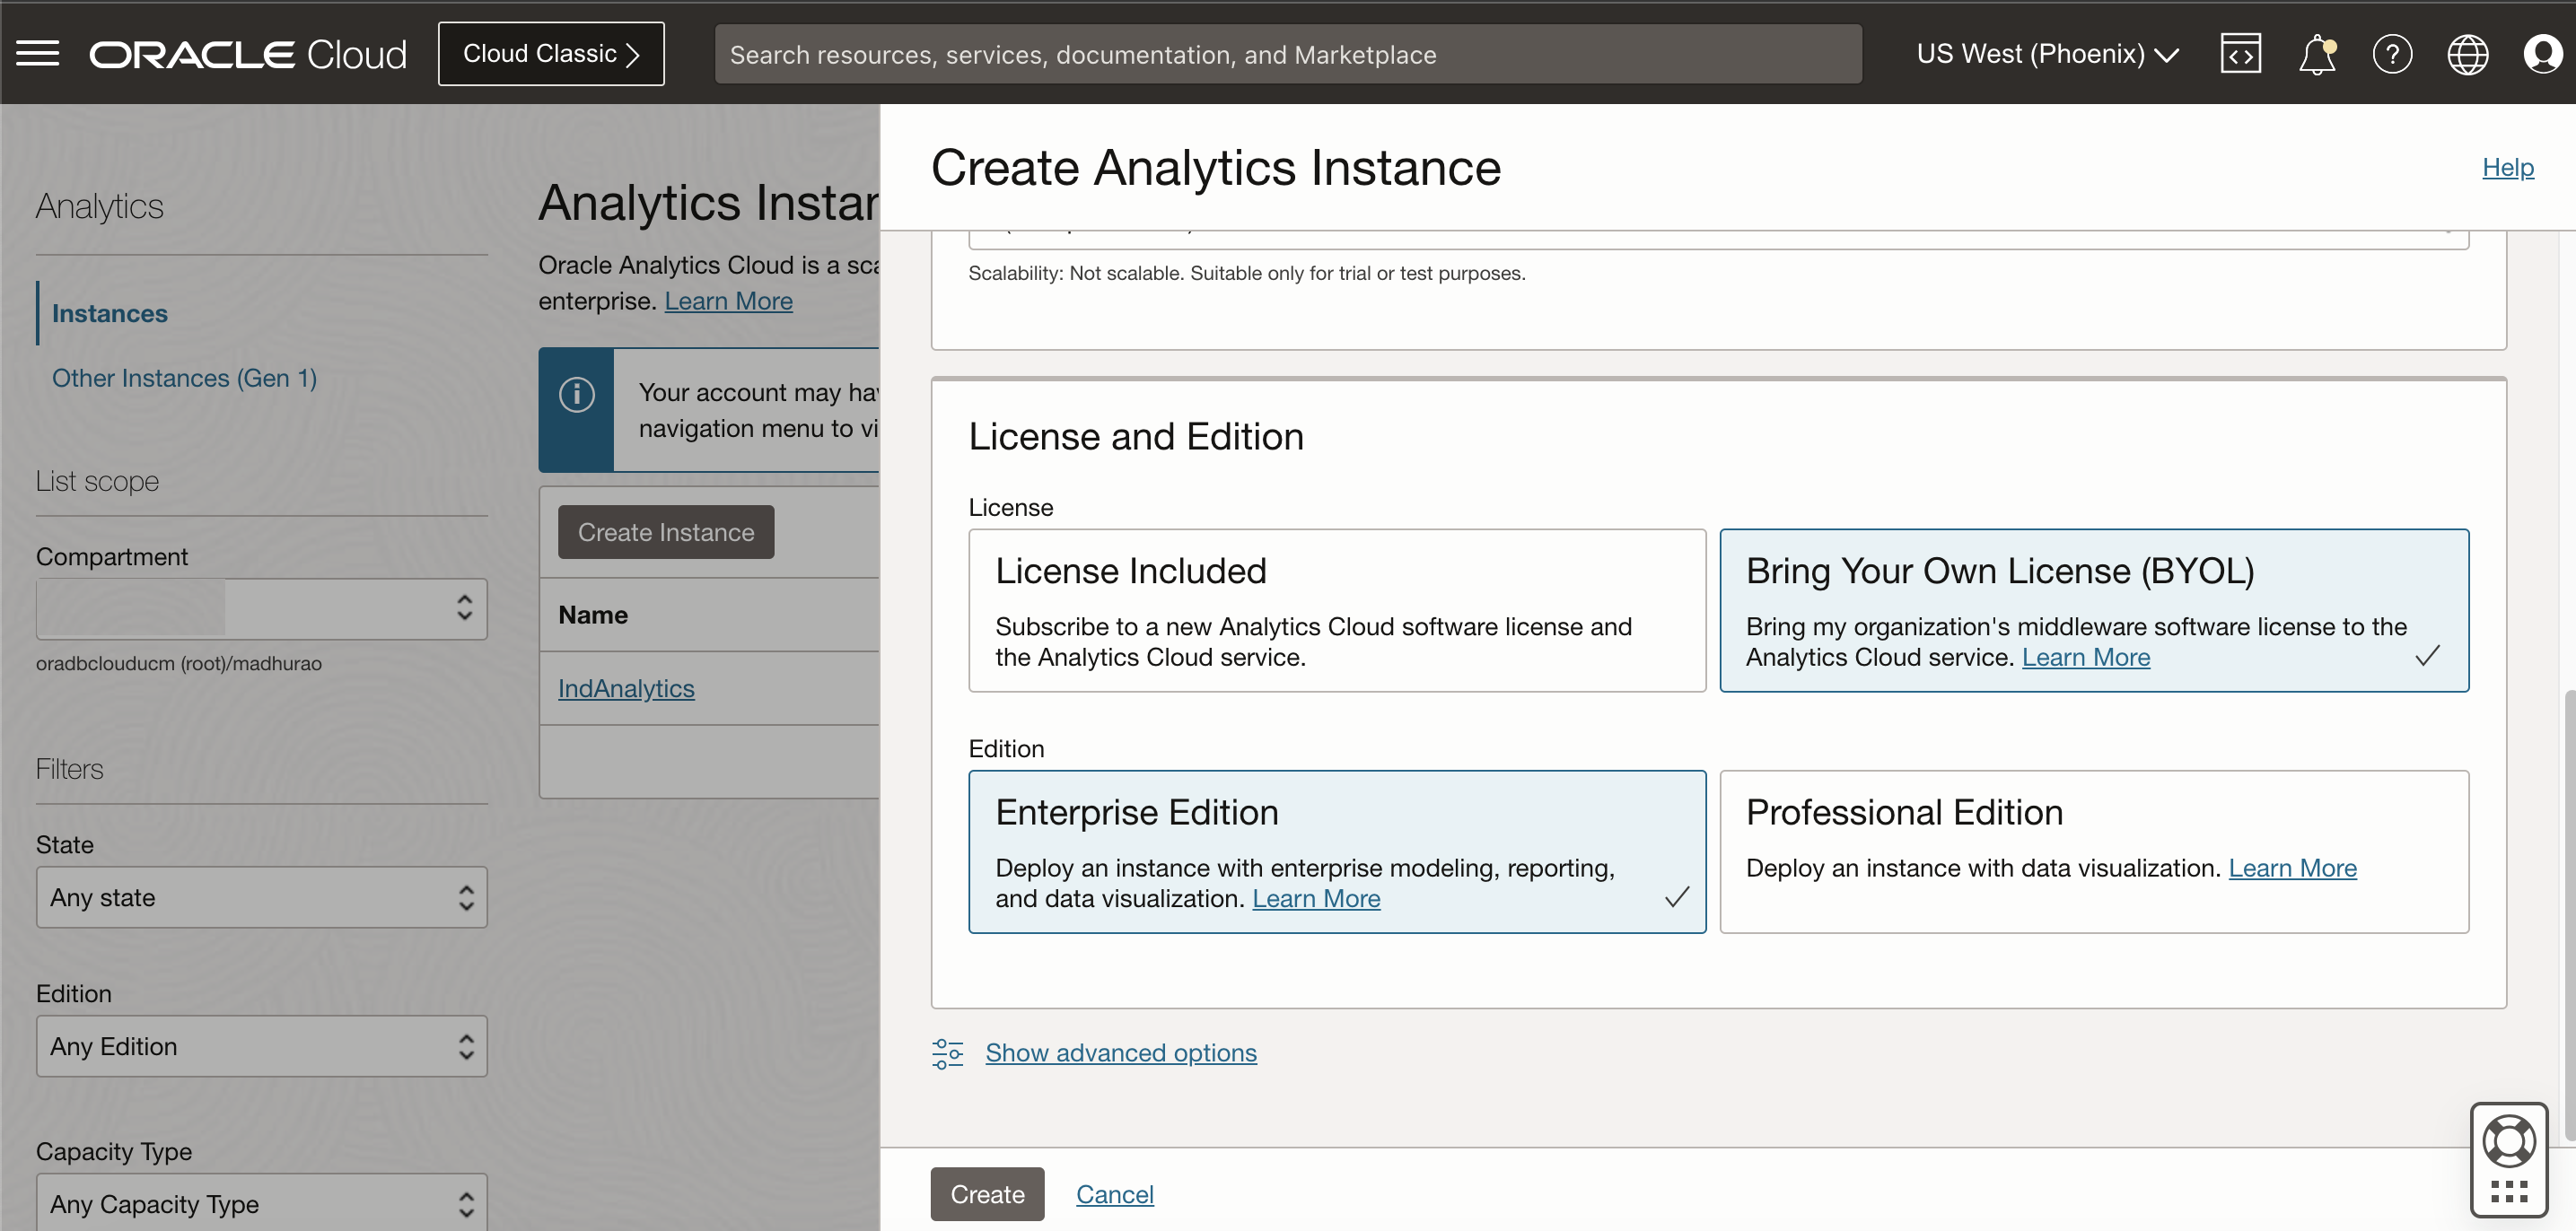 ORACLE Cloud
Cloud Classic
Search resources, services, documentation, and Marketplace
US West (Phoenix)
Analytics
Instances
Other Instances (Gen 1)
List scope
Compartment
oradbclouducm (root)/madhurao
Filters
State
Any state
Edition
Any Edition
Capacity Type
Any Capacity Type
Analytics Instan
Oracle Analytics Cloud is a sca
enterprise. Learn More
Your account may hav
navigation menu to vi
Create Instance
Name
IndAnalytics
Create Analytics Instance
Help
Scalability: Not scalable. Suitable only for trial or test purposes.
License and Edition
License
License Included
Subscribe to a new Analytics Cloud software license and
the Analytics Cloud service.
Bring Your Own License (BYOL)
Bring my organization's middleware software license to the
Analytics Cloud service. Learn More
Edition
Enterprise Edition
Deploy an instance with enterprise modeling, reporting,
and data visualization. Learn More
Professional Edition
Deploy an instance with data visualization. Learn More
Show advanced options
Create
Cancel